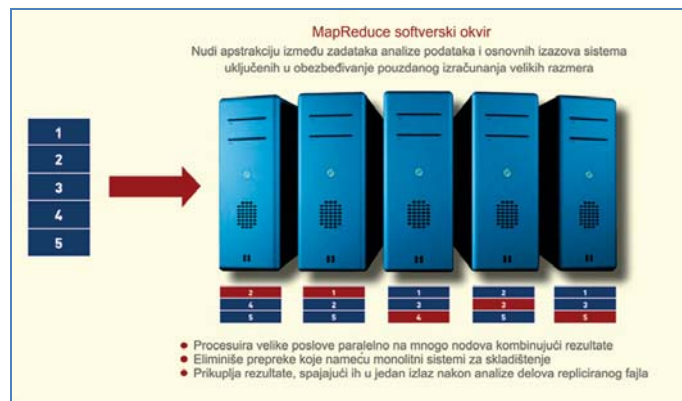 MapReduce softverski okvir
Nudi apstrakciju između zadataka analize podataka i osnovnih izazova sistema
uključenih u obezbeđivanje pouzdanog izračunanja velikih razmera
1
2
3
4
5
2 1 1 2 1
4 2 3 3 3
5 5 4 5 5
• Procesuira velike poslove paralelno na mnogo nodova kombinujući rezultate
• Eliminiše prepreke koje nameću monolitni sistemi za skladištenje
• Prikuplja rezultate, spajajući ih u jedan izlaz nakon analize delova repliciranog fajla